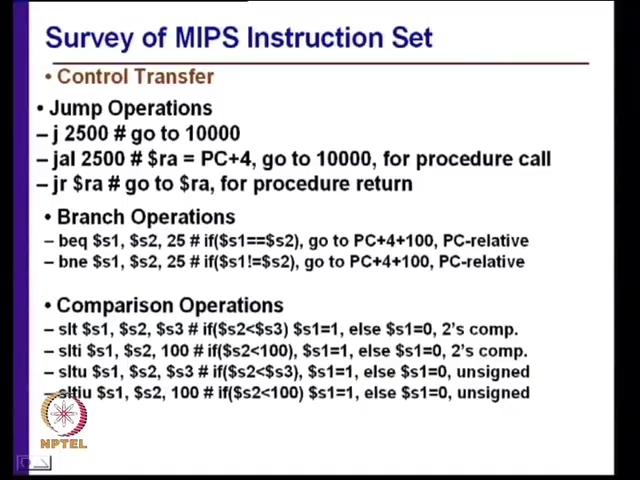 Survey of MIPS Instruction Set
• Control Transfer
• Jump Operations
– j 2500 # go to 10000
– jal 2500 # $ra = PC+4, go to 10000, for procedure call
– jr $ra # go to $ra, for procedure return
• Branch Operations
– beq $s1, $s2, 25 # if($s1==$s2), go to PC+4+100, PC-relative
– bne $s1, $s2, 25 # if($s1!=$s2), go to PC+4+100, PC-relative
• Comparison Operations
– slt $s1, $s2, $s3 # if($s2<$s3) $s1=1, else $s1=0, 2's comp.
– slti $s1, $s2, 100 # if($s2<100), $s1=1, else $s1=0, 2's comp.
– sltu $s1, $s2, $s3 # if($s2<$s3), $s1=1, else $s1=0, unsigned
– sltiu $s1, $s2, 100 # if($s2<100) $s1=1, else $s1=0, unsigned
NPTEL